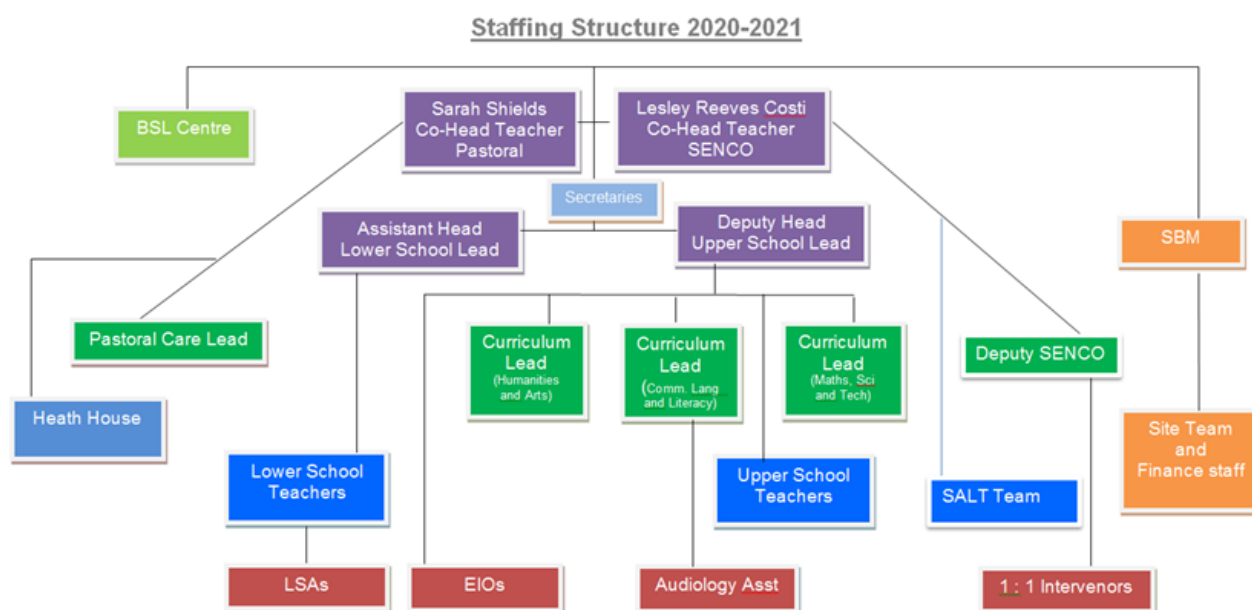 Staffing Structure 2020-2021
BSL Centre
Sarah Shields
Co-Head Teacher
Pastoral
Lesley Reeves Costi
Co-Head Teacher
SENCO
Secretaries
Assistant Head
Lower School Lead
Deputy Head
Upper School Lead
SBM
Pastoral Care Lead
Curriculum
Lead
(Humanities
and Arts)
Curriculum
Lead
(Comm. Lang
and Literacy)
Curriculum
Lead
(Maths, Sci
and Tech)
Deputy SENCO
Heath House
Lower School
Teachers
Upper School
Teachers
SALT Team
Site Team
and
Finance staff
LSAs
EIOs
Audiology Asst
1 : 1 Intervenors